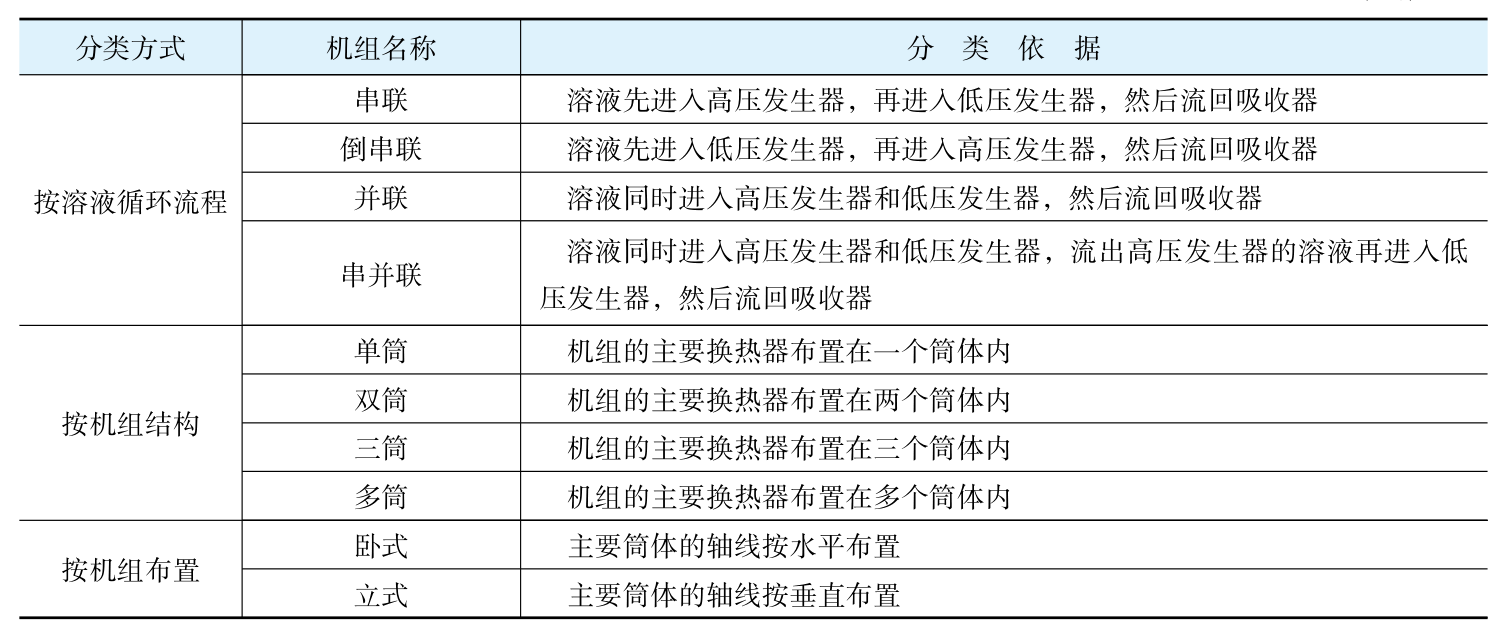 分类方式 机组名称 分 类 依 据
按溶液循环流程
串联 溶液先进入高压发生器，再进入低压发生器，然后流回吸收器
倒串联 溶液先进入低压发生器，再进入高压发生器，然后流回吸收器
并联 溶液同时进入高压发生器和低压发生器，然后流回吸收器
串并联 溶液同时进入高压发生器和低压发生器，流出高压发生器的溶液再进入低
压发生器，然后流回吸收器
按机组结构
单筒 机组的主要换热器布置在一个筒体内
双筒 机组的主要换热器布置在两个筒体内
三筒 机组的主要换热器布置在三个筒体内
多筒 机组的主要换热器布置在多个筒体内
按机组布置
卧式 主要筒体的轴线按水平布置
立式 主要筒体的轴线按垂直布置